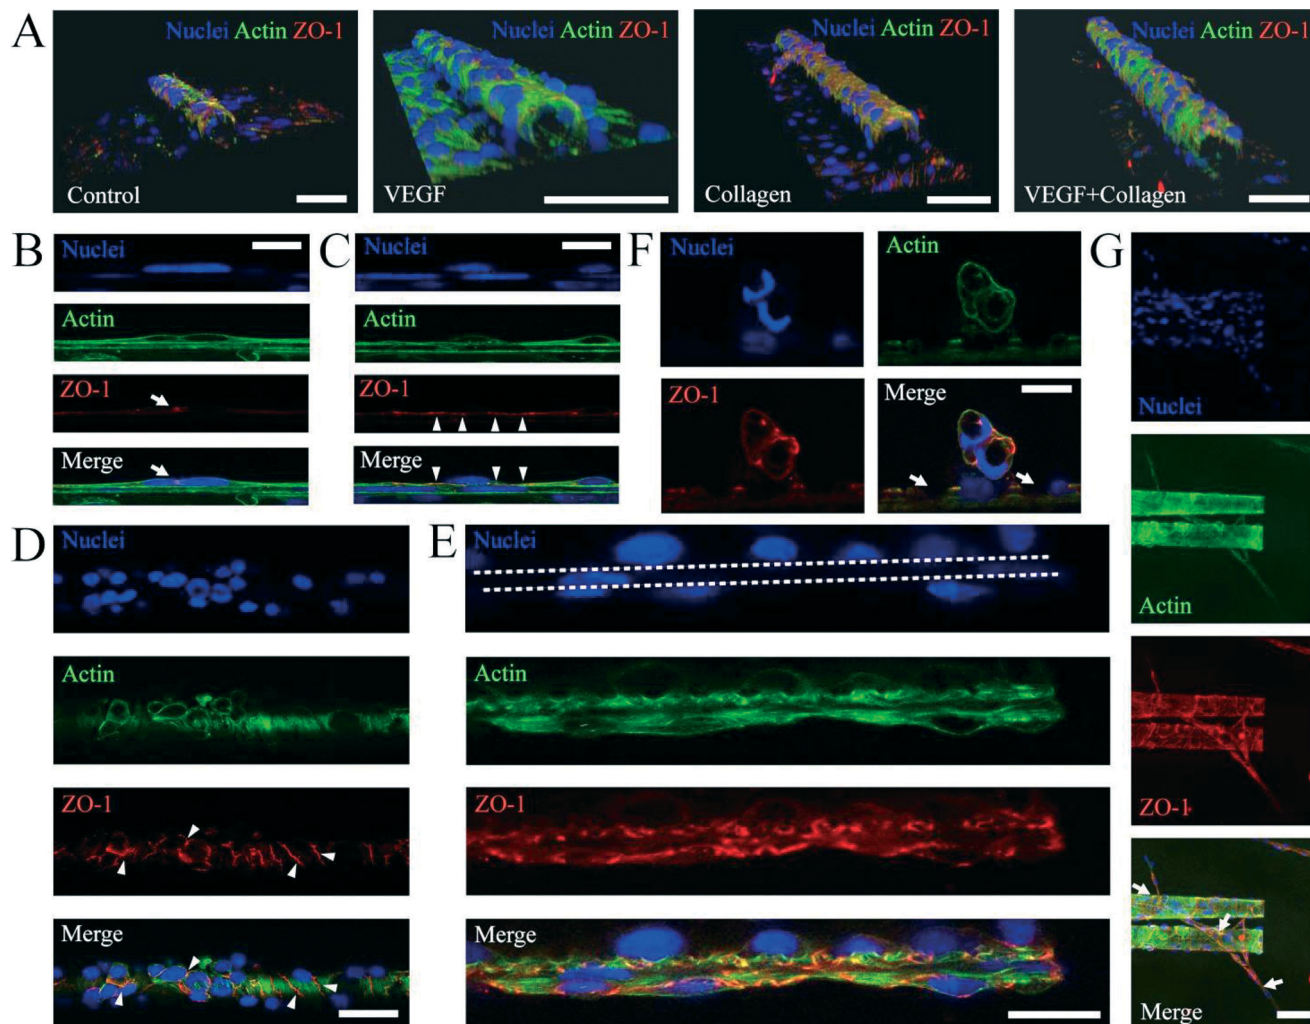 A
Nuclei Actin ZO-1
Control
Nuclei Actin ZO-1
VEGF
Nuclei Actin ZO-1
Collagen
Nuclei Actin ZO-1
VEGF+Collagen
B
Nuclei
Actin
ZO-1
Merge
C
Nuclei
Actin
ZO-1
Merge
F
Nuclei
Actin
ZO-1
Merge
G
Nuclei
Actin
ZO-1
Merge
D
Nuclei
Actin
ZO-1
Merge
E
Nuclei
Actin
ZO-1
Merge